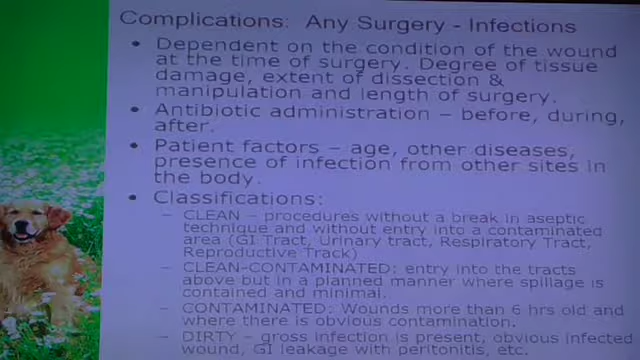 Complications: Any Surgery - Infections
• Dependent on the condition of the wound
at the time of surgery. Degree of tissue
damage, extent of dissection &
manipulation and length of surgery.
• Antibiotic administration – before, during,
after.
• Patient factors – age, other diseases,
presence of infection from other sites in
the body.
• Classifications:
– CLEAN – procedures without a break in aseptic
technique and without entry into a contaminated
area (GI Tract, Urinary tract, Respiratory Tract,
Reproductive Track)
– CLEAN-CONTAMINATED: entry into the tracts
above but in a planned manner where spillage is
contained and minimal.
– CONTAMINATED: Wounds more than 6 hrs old and
where there is obvious contamination.
– DIRTY – gross infection is present, obvious infected
wound, GI leakage with peritonitis, etc.